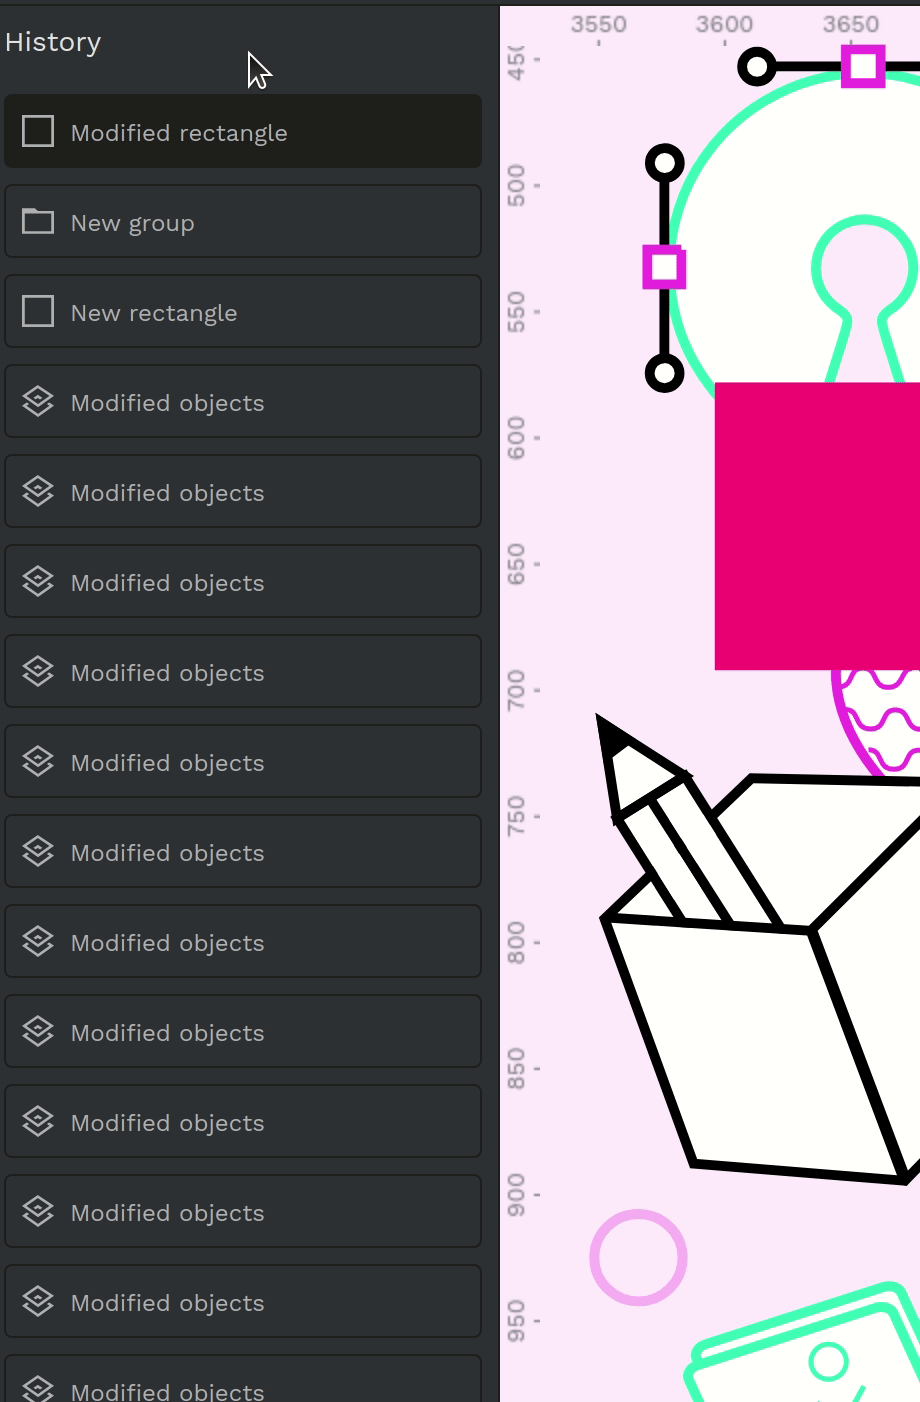 History
Modified rectangle
New group
New rectangle
Modified objects
Modified objects
Modified objects
Modified objects
Modified objects
Modified objects
Modified objects
Modified objects
Modified objects
Modified objects
Modified objects
Modified objects
3550 3600 3650
450
500
550
600
650
700
750
800
850
900
950